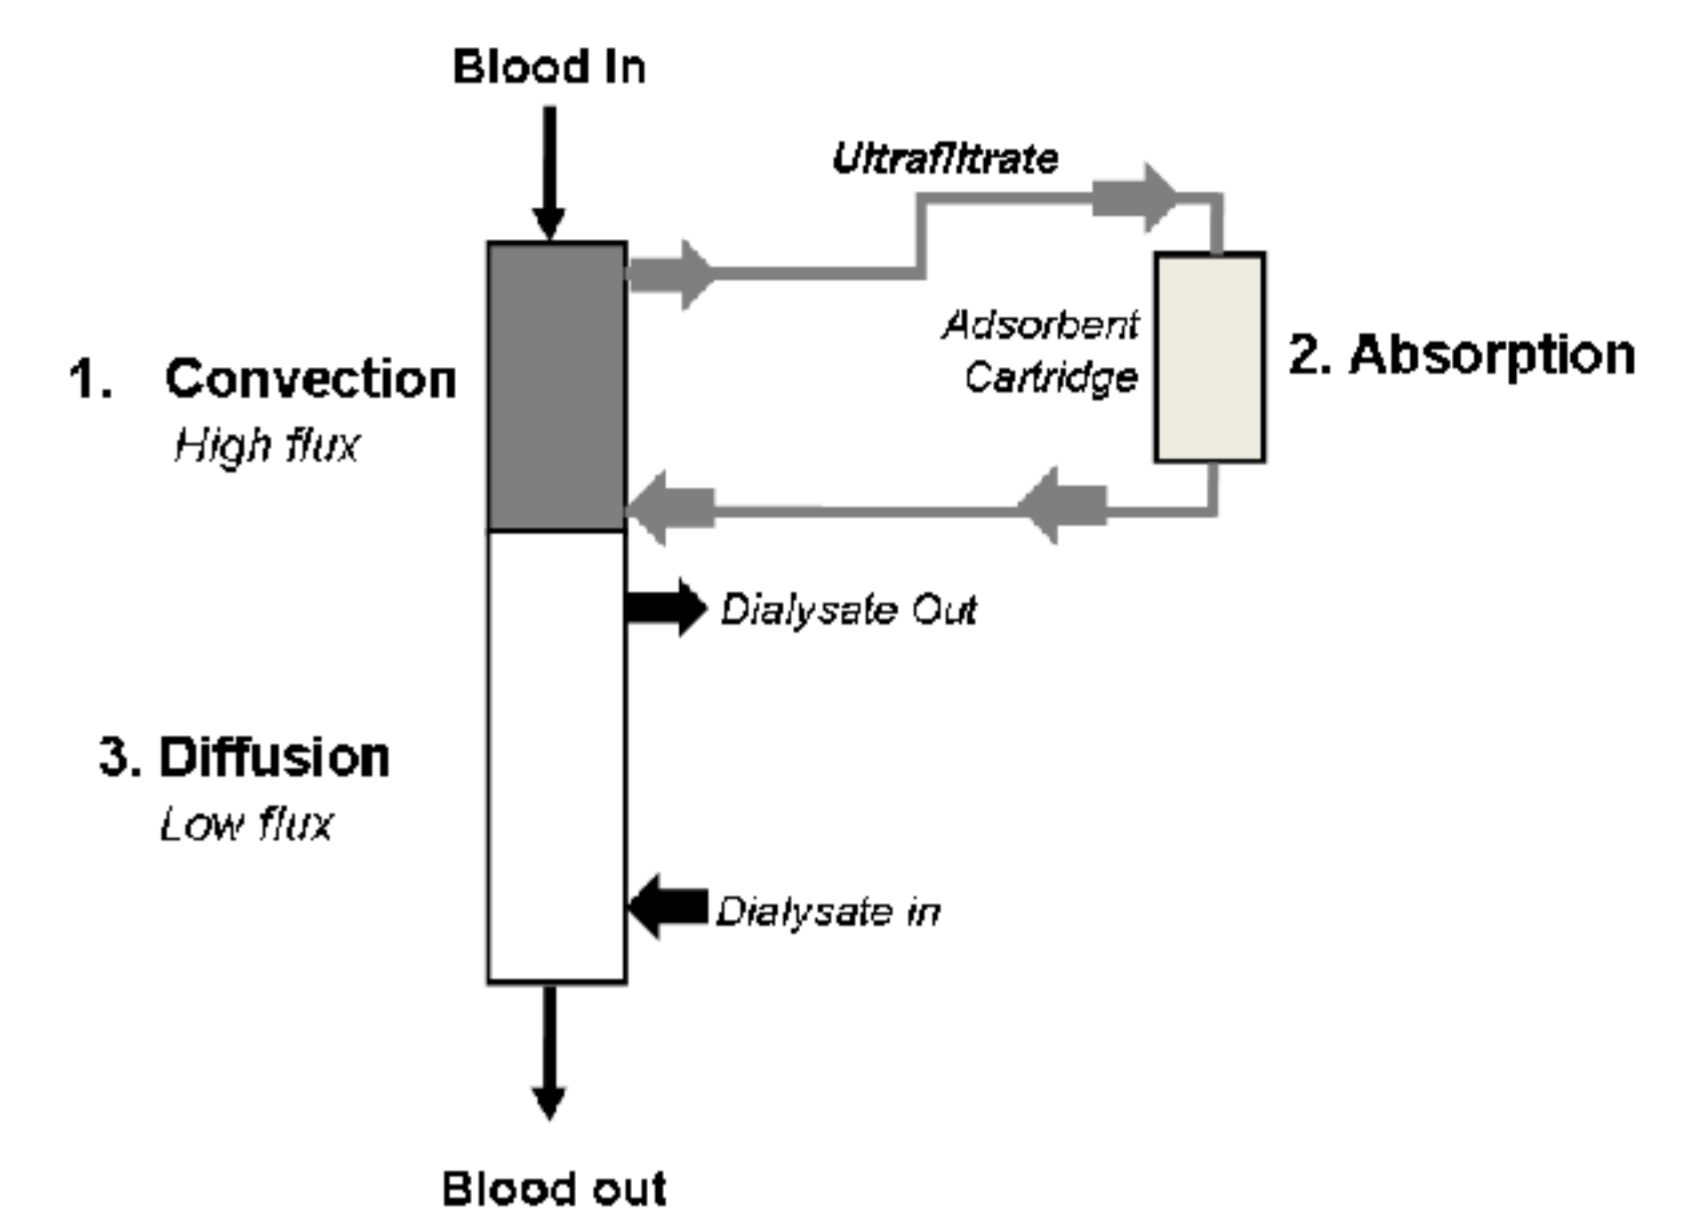 Blood In
Ultrafiltrate
Adsorbent
Cartridge
2. Absorption
1. Convection
High flux
Dialysate Out
3. Diffusion
Low flux
Dialysate in
Blood out